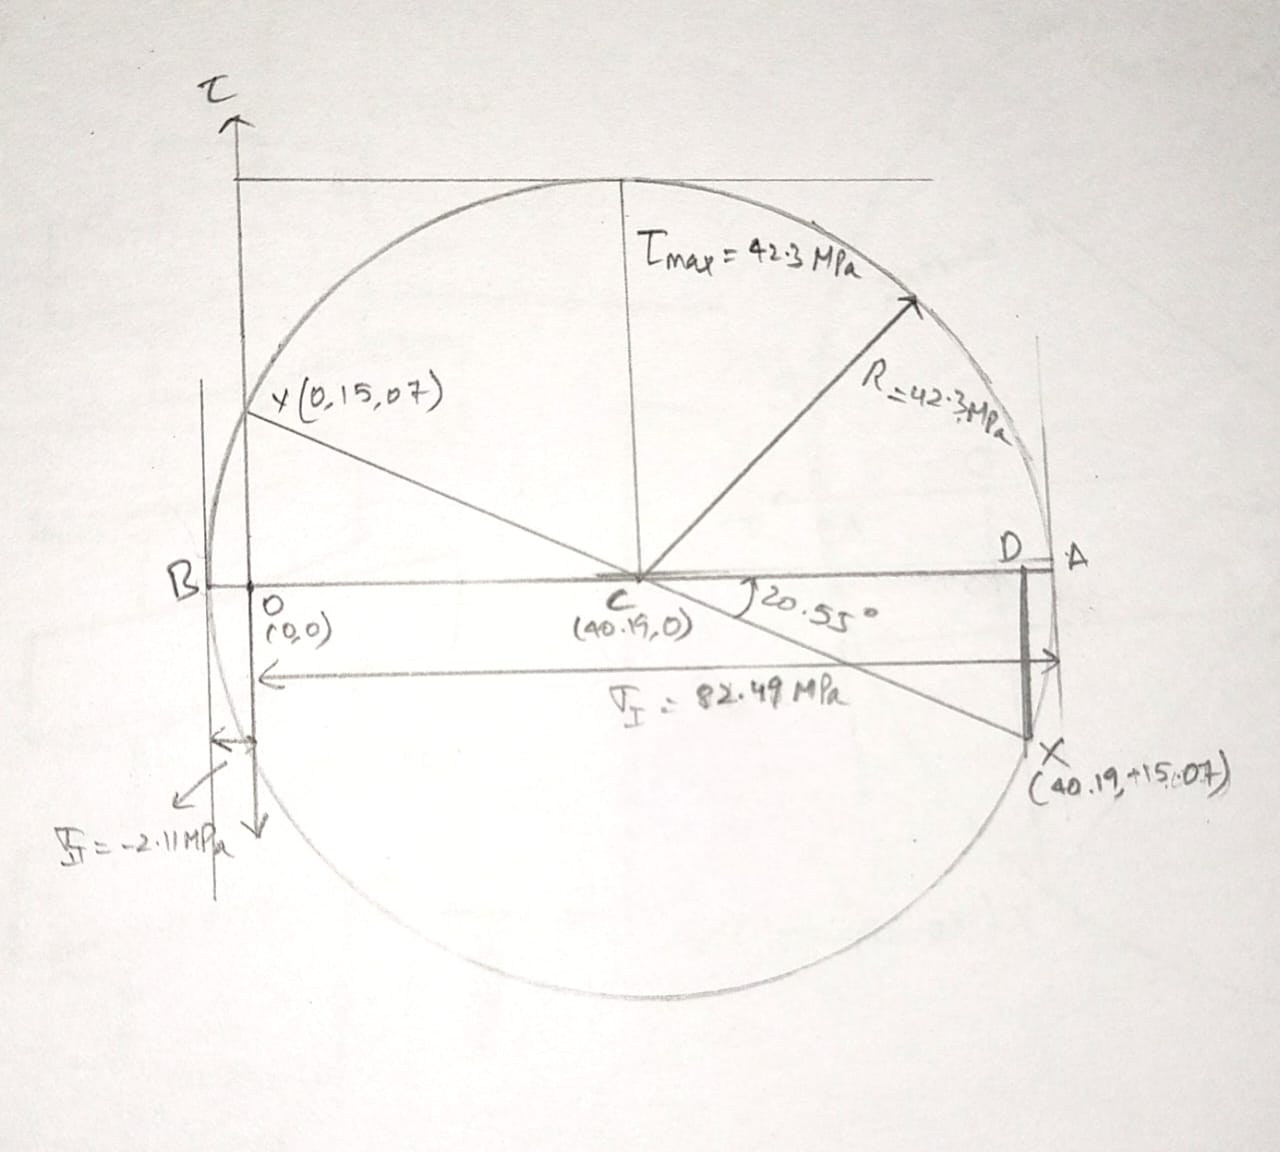 τ
τmax = 42.3 MPa
R = 42.3 MPa
Y (0,15,07)
B
O
(0,0)
C
(40.19,0)
20.55°
D
A
σI = 82.49 MPa
X
(40.19,+15.07)
σII = -2.11 MPa